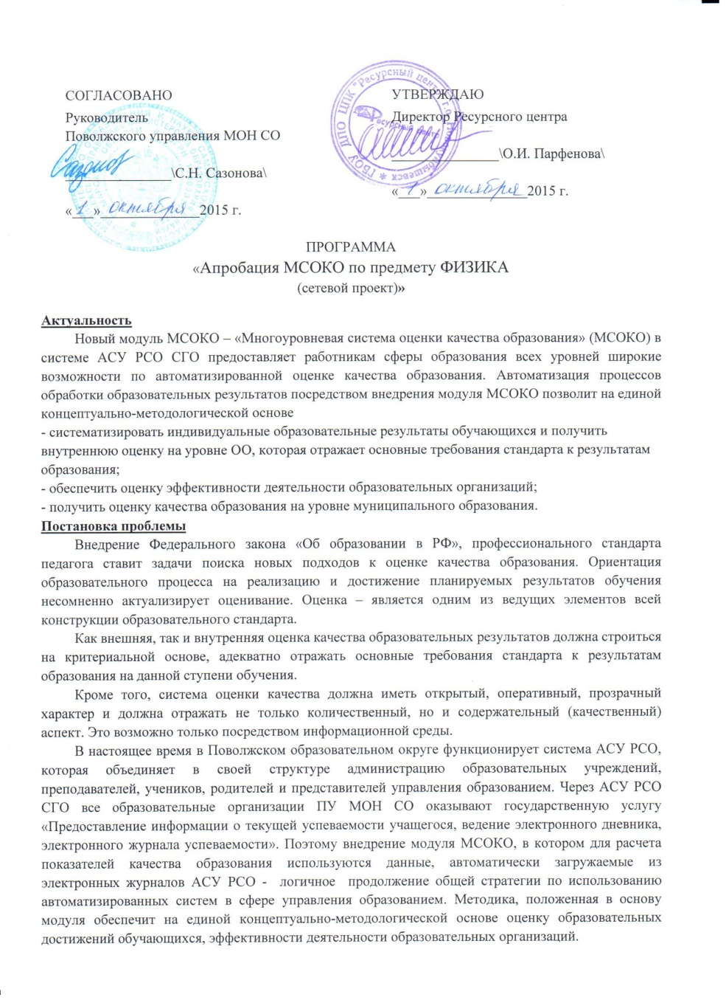 СОГЛАСОВАНО
Руководитель
Поволжского управления МОН СО
Сазонов
_______________\С.Н. Сазонова\
«_1_»_октября_2015 г.
ГБОУ ДПО ЦПК "Ресурсный центр г.о. Новокуйбышевск
Ресурсный центр
УТВЕРЖДАЮ
Директор Ресурсного центра
_______________\О.И. Парфенова\
«_1_»_октября_2015 г.
ПРОГРАММА
«Апробация МСОКО по предмету ФИЗИКА
(сетевой проект)»
Актуальность
Новый модуль МСОКО – «Многоуровневая система оценки качества образования» (МСОКО) в
системе АСУ РСО СГО предоставляет работникам сферы образования всех уровней широкие
возможности по автоматизированной оценке качества образования. Автоматизация процессов
обработки образовательных результатов посредством внедрения модуля МСОКО позволит на единой
концептуально-методологической основе
- систематизировать индивидуальные образовательные результаты обучающихся и получить
внутреннюю оценку на уровне ОО, которая отражает основные требования стандарта к результатам
образования;
- обеспечить оценку эффективности деятельности образовательных организаций;
- получить оценку качества образования на уровне муниципального образования.
Постановка проблемы
Внедрение Федерального закона «Об образовании в РФ», профессионального стандарта
педагога ставит задачи поиска новых подходов к оценке качества образования. Ориентация
образовательного процесса на реализацию и достижение планируемых результатов обучения
несомненно актуализирует оценивание. Оценка – является одним из ведущих элементов всей
конструкции образовательного стандарта.
Как внешняя, так и внутренняя оценка качества образовательных результатов должна строиться
на критериальной основе, адекватно отражать основные требования стандарта к результатам
образования на данной ступени обучения.
Кроме того, система оценки качества должна иметь открытый, оперативный, прозрачный
характер и должна отражать не только количественный, но и содержательный (качественный)
аспект. Это возможно только посредством информационной среды.
В настоящее время в Поволжском образовательном округе функционирует система АСУ РСО,
которая объединяет в своей структуре администрацию образовательных учреждений,
преподавателей, учеников, родителей и представителей управления образованием. Через АСУ РСО
СГО все образовательные организации ПУ МОН СО оказывают государственную услугу
«Предоставление информации о текущей успеваемости учащегося, ведение электронного дневника,
электронного журнала успеваемости». Поэтому внедрение модуля МСОКО, в котором для расчета
показателей качества образования используются данные, автоматически загружаемые из
электронных журналов АСУ РСО - логичное продолжение общей стратегии по использованию
автоматизированных систем в сфере управления образованием. Методика, положенная в основу
модуля обеспечит на единой концептуально-методологической основе оценку образовательных
достижений обучающихся, эффективности деятельности образовательных организаций.